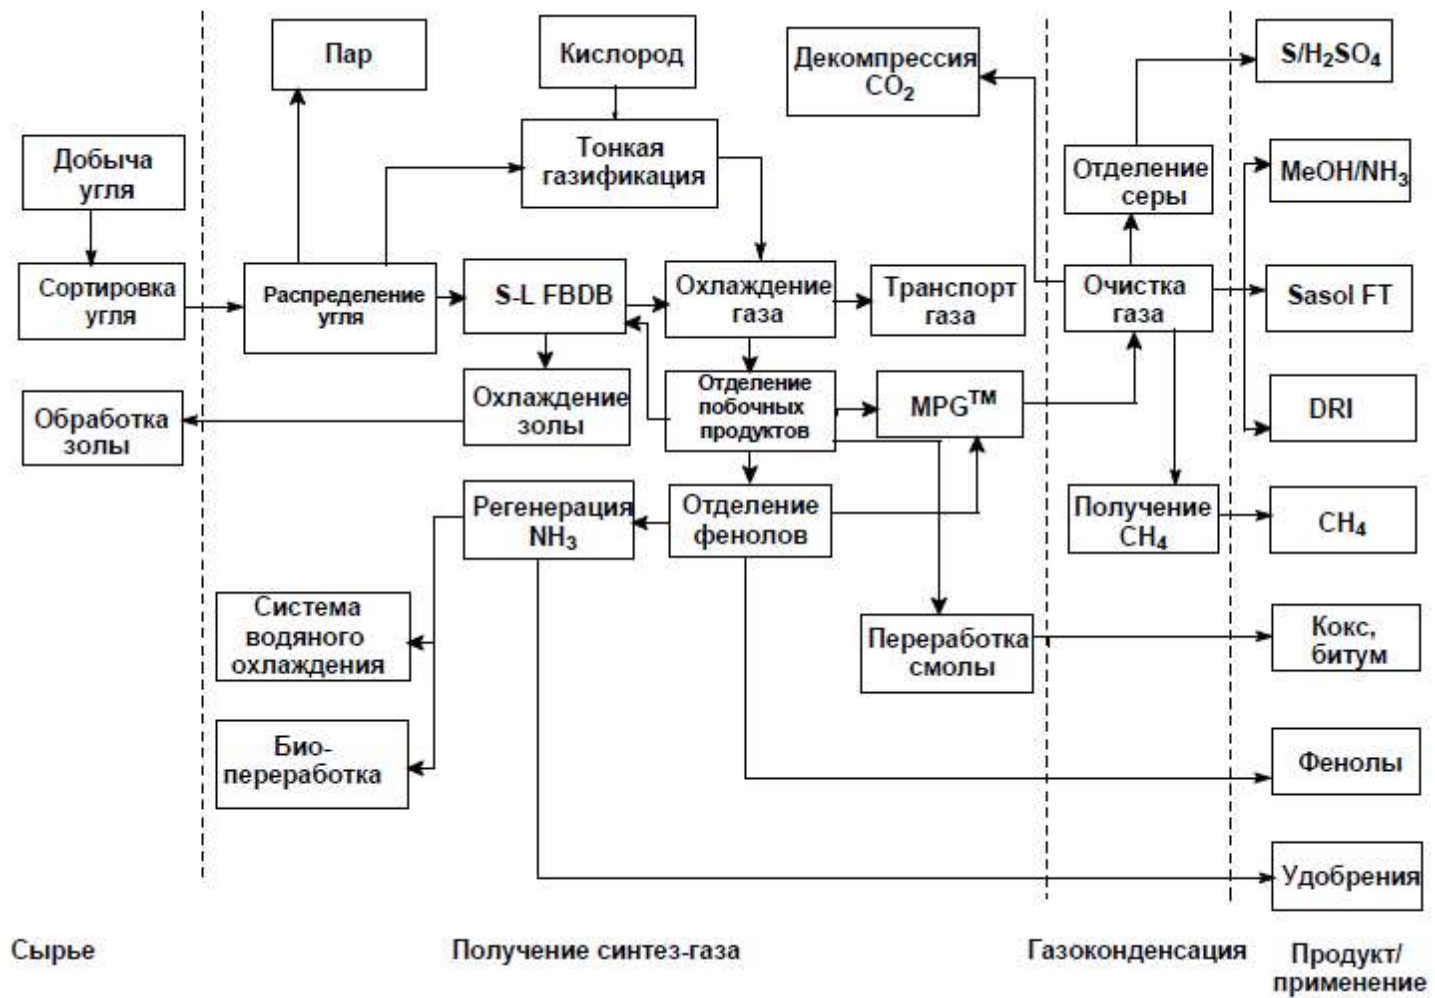 Пар
Кислород
Декомпрессия
CO₂
S/H₂SO₄
Добыча
угля
Тонкая
газификация
Отделение
серы
MeOH/NH₃
Сортировка
угля
Распределение
угля
S-L FBDB
Охлаждение
газа
Транспорт
газа
Очистка
газа
Sasol FT
Обработка
золы
Охлаждение
золы
Отделение
побочных
продуктов
MPG™
DRI
Регенерация
NH₃
Отделение
фенолов
Получение
CH₄
CH₄
Система
водяного
охлаждения
Переработка
смолы
Кокс,
битум
Био-
переработка
Фенолы
Удобрения
Сырье
Получение синтез-газа
Газоконденсация
Продукт/
применение